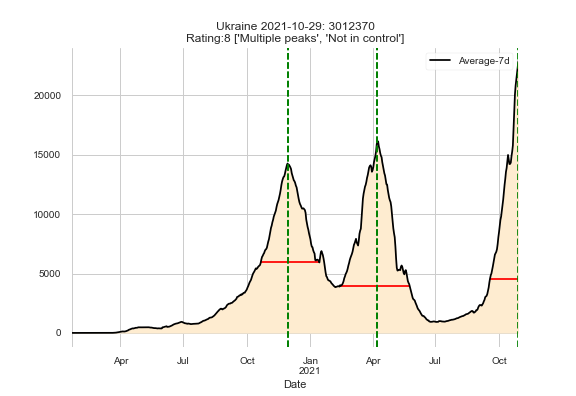 Ukraine 2021-10-29: 3012370
Rating:8 ['Multiple peaks', 'Not in control']
Average-7d
20000
15000
10000
5000
0
Apr
Jul
Oct
Jan
2021
Apr
Jul
Oct
Date